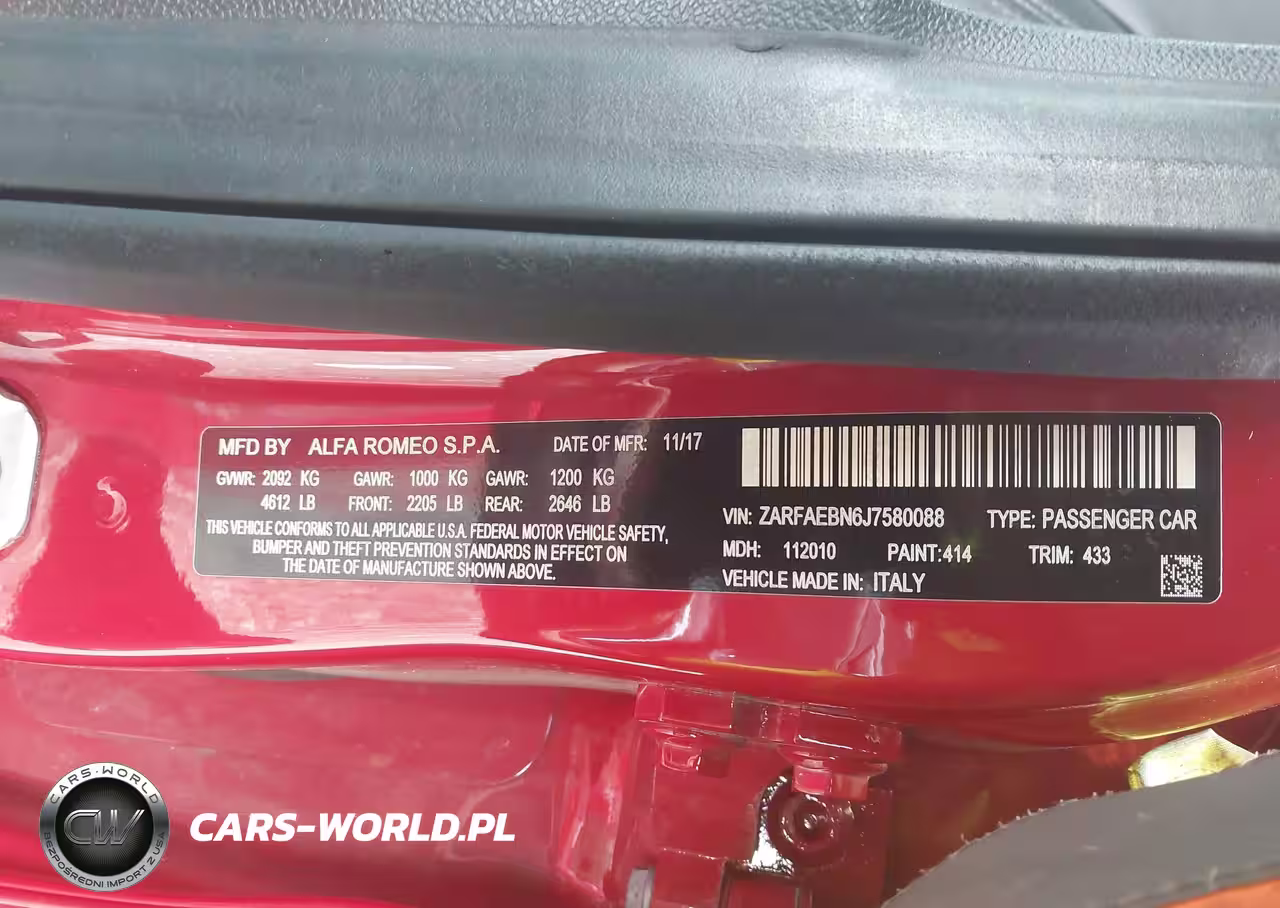 MFD BY ALFA ROMEO S.P.A. DATE OF MFR: 11/17
GVWR: 2092 KG GAWR: 1000 KG GAWR: 1200 KG
4612 LB FRONT: 2205 LB REAR: 2646 LB
THIS VEHICLE CONFORMS TO ALL APPLICABLE U.S.A. FEDERAL MOTOR VEHICLE SAFETY,
BUMPER AND THEFT PREVENTION STANDARDS IN EFFECT ON
THE DATE OF MANUFACTURE SHOWN ABOVE.
VIN: ZARFAEBN6J7580088 TYPE: PASSENGER CAR
MDH: 112010 PAINT:414 TRIM: 433
VEHICLE MADE IN: ITALY
CARS-WORLD
CW
BEZPOŚREDNI IMPORT Z USA
CARS-WORLD.PL